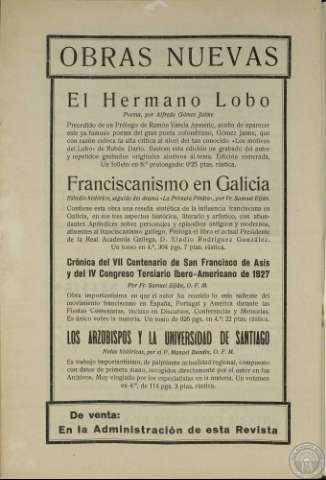 OBRAS NUEVAS
El Hermano Lobo
Poema, por Alfredo Gómez Jaime
Precedido de un Prólogo de Ramón Varela Aymeric, acaba de aparecer
este ya famoso poema del gran poeta colombiano, Gómez Jaime, que
con razón coloca la alta crítica al nivel del tan conocido «Los motivos
del Lobo» de Rubén Darío. Ilustran esta edición un grabado del autor
y repetidos grabados originales alusivos al tema. Edición esmerada.
Un folleto en 8.º prolongado: 0'25 ptas. rústica.
Franciscanismo en Galicia
Estudio histórico, seguido del drama «La Primera Piedra», por Fr. Samuel Eiján.
Contiene esta obra una reseña sintética de la influencia franciscana en
Galicia, en sus tres aspectos histórico, literario y artístico, con abun-
dantes Apéndices sobre personajes y episodios antiguos y modernos,
afluentes al franciscanismo gallego. Prologa el libro el actual Presidente
de la Real Academia Gallega, D. Eladio Rodríguez González.
Un tomo en 4.º, 304 pgs. 7 ptas. rústica.
Crónica del VII Centenario de San Francisco de Asís
y del IV Congreso Terciario Ibero-Americano de 1927
Por Fr. Samuel Eiján, O. F. M.
Obra importantísima en que el autor ha reunido lo más saliente del
movimiento franciscano en España, Portugal y América durante las
Fiestas Centenarias, incluso en Discursos, Conferencias y Memorias.
Es único sobre la materia. Un tomo de 926 pgs. en 4.º: 22 ptas. rústica.
LOS ARZOBISPOS Y LA UNIVERSIDAD DE SANTIAGO
Notas históricas, por el P. Manuel Bandín, O. F. M.
Es trabajo importantísimo, de palpitante actualidad regional, compuesto
con datos de primera mano, recogidos directamente por el autor en los
Archivos. Muy elogiado por los especialistas en la materia. Un volumen
en 4.º, de 114 pgs. 3 ptas. rústica.
De venta:
En la Administración de esta Revista